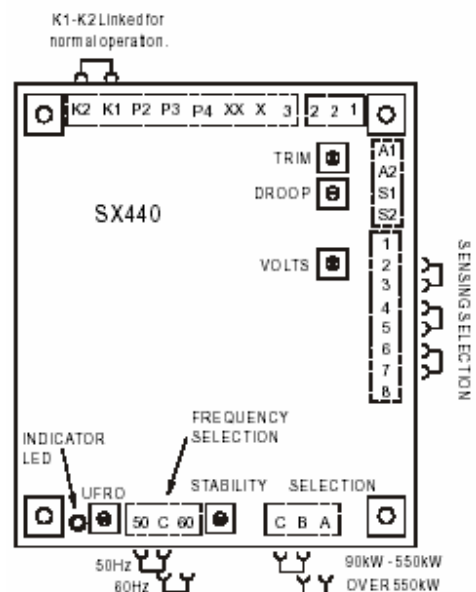 K1-K2 Linked for
normal operation.
K2 K1 P2 P3 P4 XX X 3 2 2 1
TRIM
DROOP
SX440
VOLTS
A1
A2
S1
S2
1
2
3
4
5
6
7
8
SENSING SELECTION
FREQUENCY
SELECTION
INDICATOR
LED
UFRO
STABILITY
SELECTION
50 C 60
C B A
50Hz
60Hz
90kW - 550kW
OVER 550kW